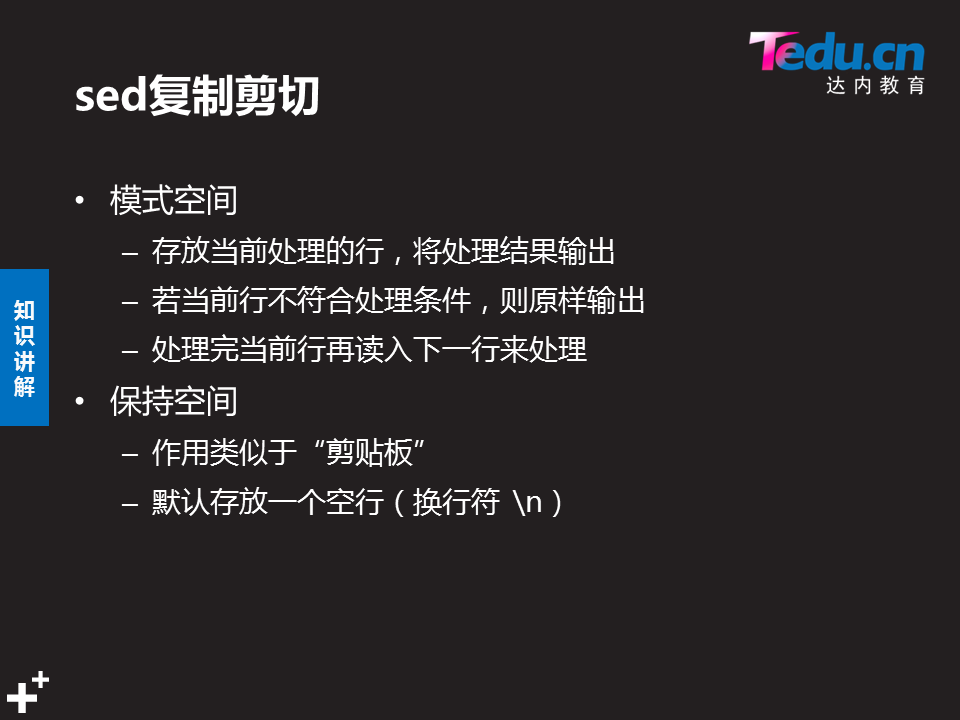 Tedu.cn
达内教育
sed复制剪切
• 模式空间
– 存放当前处理的行，将处理结果输出
– 若当前行不符合处理条件，则原样输出
– 处理完当前行再读入下一行来处理
• 保持空间
– 作用类似于“剪贴板”
– 默认存放一个空行（换行符 \n）
知识讲解